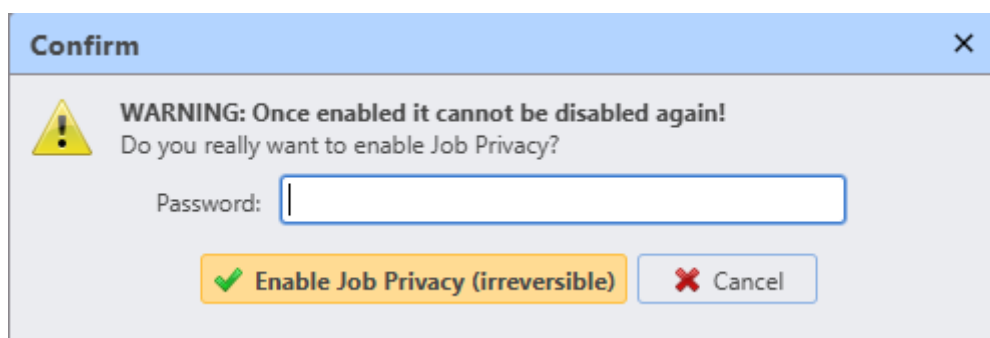 Confirm
WARNING: Once enabled it cannot be disabled again!
Do you really want to enable Job Privacy?
Password:
Enable Job Privacy (irreversible)
Cancel